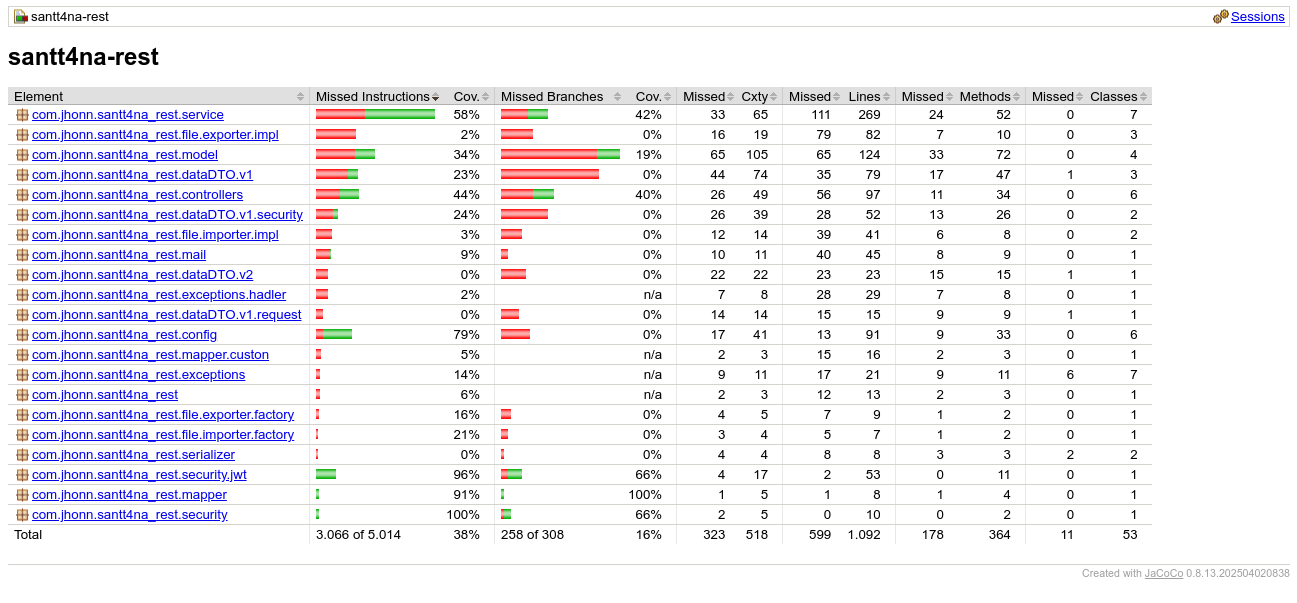 santt4na-rest Sessions
santt4na-rest
Element Missed Instructions Cov. Missed Branches Cov. Missed Cxty Missed Lines Missed Methods Missed Classes
com.jhonn.santt4na_rest.service 58% 42% 33 65 111 269 24 52 0 7
com.jhonn.santt4na_rest.file.exporter.impl 2% 0% 16 19 79 82 7 10 0 3
com.jhonn.santt4na_rest.model 34% 19% 65 105 65 124 33 72 0 4
com.jhonn.santt4na_rest.dataDTO.v1 23% 0% 44 74 35 79 17 47 1 3
com.jhonn.santt4na_rest.controllers 44% 40% 26 49 56 97 11 34 0 6
com.jhonn.santt4na_rest.dataDTO.v1.security 24% 0% 26 39 28 52 13 26 0 2
com.jhonn.santt4na_rest.file.importer.impl 3% 0% 12 14 39 41 6 8 0 2
com.jhonn.santt4na_rest.mail 9% 0% 10 11 40 45 8 9 0 1
com.jhonn.santt4na_rest.dataDTO.v2 0% 0% 22 22 23 23 15 15 1 1
com.jhonn.santt4na_rest.exceptions.hadler 2% n/a 7 8 28 29 7 8 0 1
com.jhonn.santt4na_rest.dataDTO.v1.request 0% 0% 14 14 15 15 9 9 1 1
com.jhonn.santt4na_rest.config 79% 0% 17 41 13 91 9 33 0 6
com.jhonn.santt4na_rest.mapper.custon 5% n/a 2 3 15 16 2 3 0 1
com.jhonn.santt4na_rest.exceptions 14% n/a 9 11 17 21 9 11 6 7
com.jhonn.santt4na_rest 6% n/a 2 3 12 13 2 3 0 1
com.jhonn.santt4na_rest.file.exporter.factory 16% 0% 4 5 7 9 1 2 0 1
com.jhonn.santt4na_rest.file.importer.factory 21% 0% 3 4 5 7 1 2 0 1
com.jhonn.santt4na_rest.serializer 0% 0% 4 4 8 8 3 3 2 2
com.jhonn.santt4na_rest.security.jwt 96% 66% 4 17 2 53 0 11 0 1
com.jhonn.santt4na_rest.mapper 91% 100% 1 5 1 8 1 4 0 1
com.jhonn.santt4na_rest.security 100% 66% 2 5 0 10 0 2 0 1
Total 3.066 of 5.014 38% 258 of 308 16% 323 518 599 1.092 178 364 11 53
Created with JaCoCo 0.8.13.202504020838